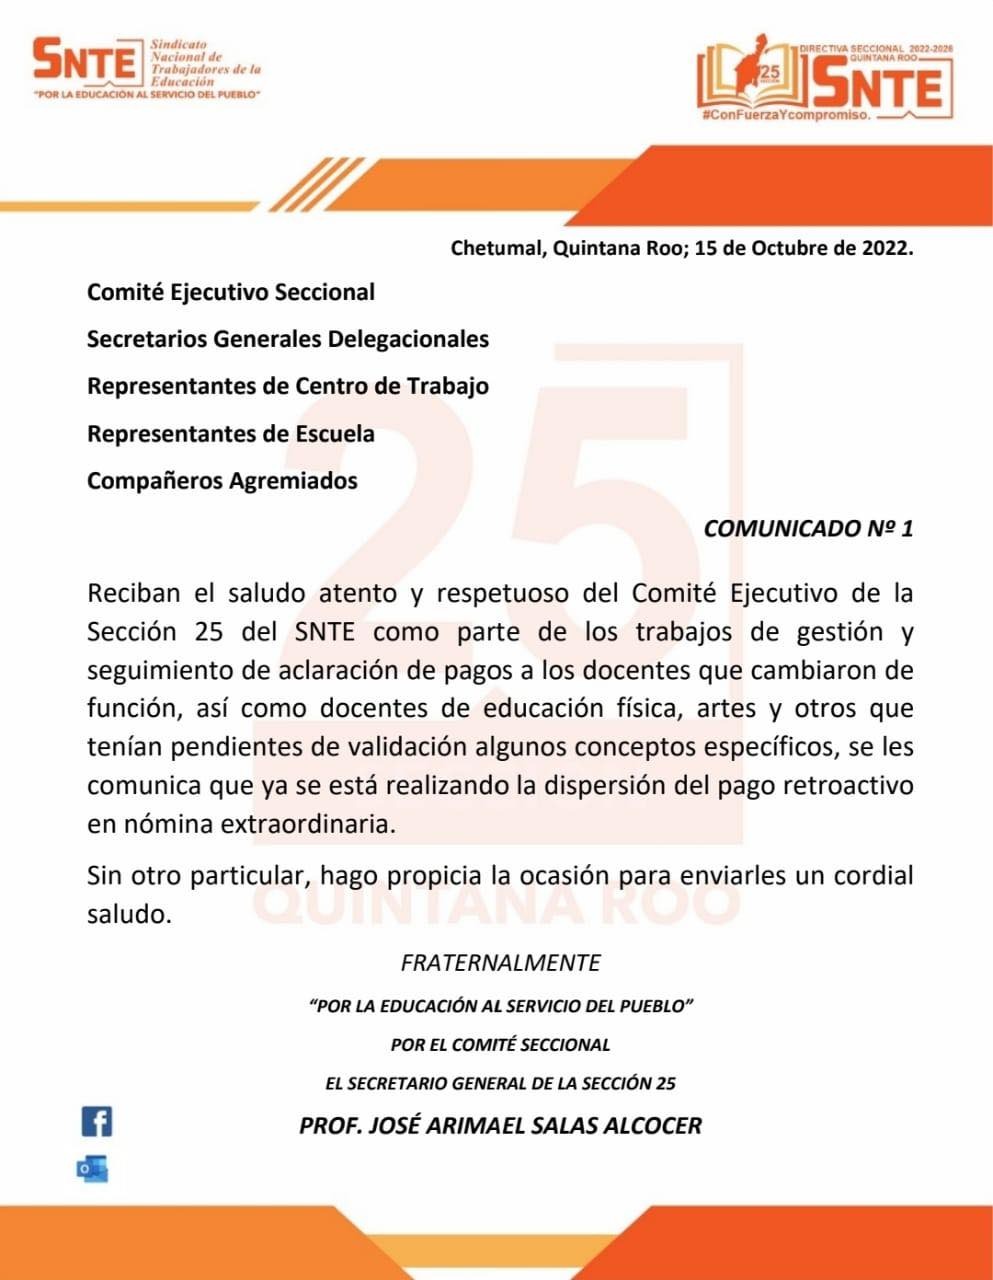 SNTE
Sindicato
Nacional de
Trabajadores de la
Educación
"POR LA EDUCACIÓN AL SERVICIO DEL PUEBLO"
DIRECTIVA SECCIONAL 2022-2026
QUINTANA ROO
25
SNTE
#ConFuerzaYcompromiso.
Chetumal, Quintana Roo; 15 de Octubre de 2022.
Comité Ejecutivo Seccional
Secretarios Generales Delegacionales
Representantes de Centro de Trabajo
Representantes de Escuela
Compañeros Agremiados
25
COMUNICADO Nº 1
Reciban el saludo atento y respetuoso del Comité Ejecutivo de la
Sección 25 del SNTE como parte de los trabajos de gestión y
seguimiento de aclaración de pagos a los docentes que cambiaron de
función, así como docentes de educación física, artes y otros que
tenían pendientes de validación algunos conceptos específicos, se les
comunica que ya se está realizando la dispersión del pago retroactivo
en nómina extraordinaria.
Sin otro particular, hago propicia la ocasión para enviarles un cordial
saludo.
QUINTANA ROO
FRATERNALMENTE
“POR LA EDUCACIÓN AL SERVICIO DEL PUEBLO”
POR EL COMITÉ SECCIONAL
EL SECRETARIO GENERAL DE LA SECCIÓN 25
PROF. JOSÉ ARIMAEL SALAS ALCOCER